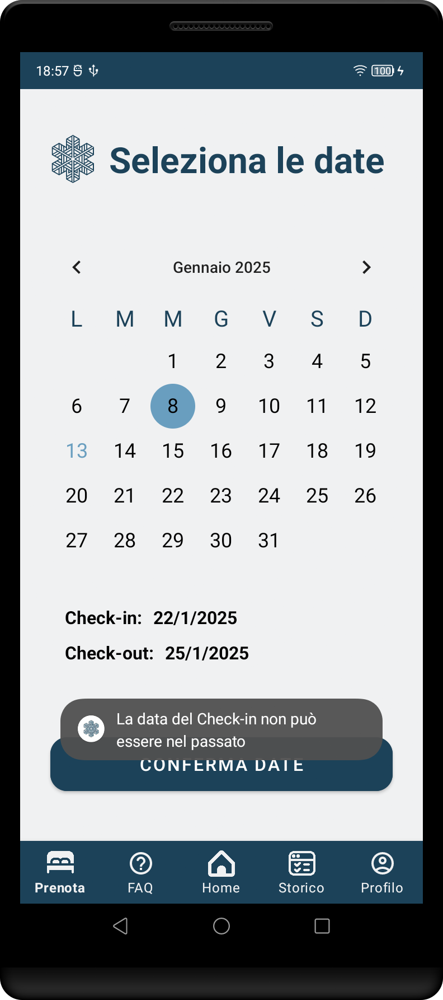 18:57
100
Seleziona le date
Gennaio 2025
L M M G V S D
1 2 3 4 5
6 7 8 9 10 11 12
13 14 15 16 17 18 19
20 21 22 23 24 25 26
27 28 29 30 31
Check-in: 22/1/2025
Check-out: 25/1/2025
La data del Check-in non può
essere nel passato
CONFERMA DATE
Prenota FAQ Home Storico Profilo